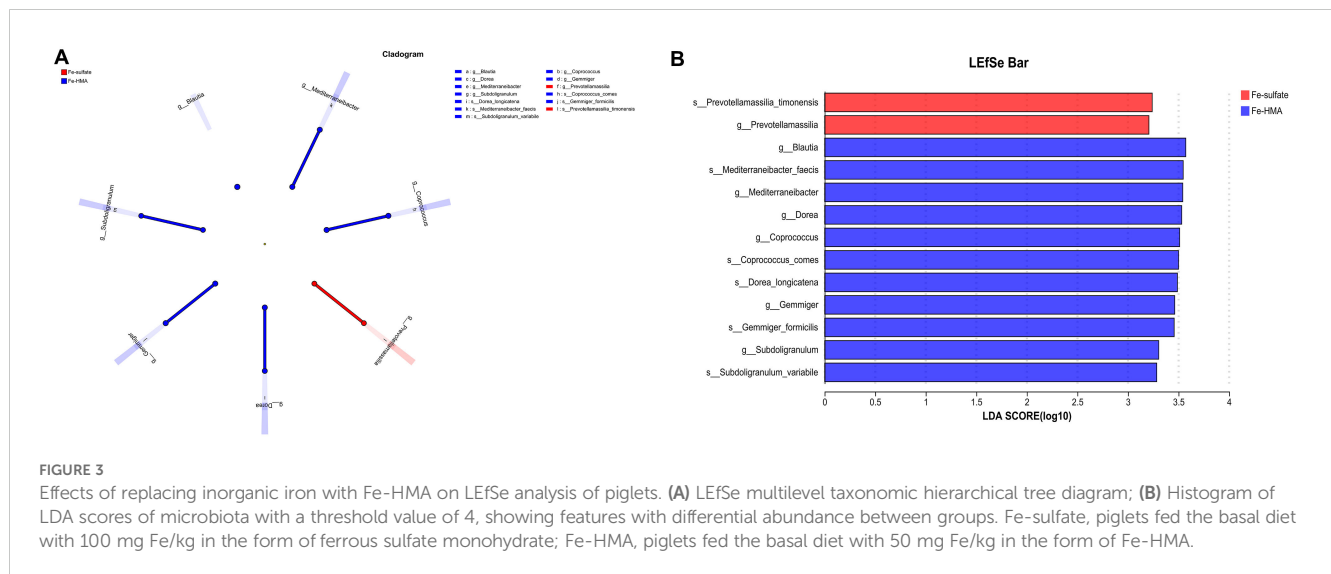 A
Cladogram
Fe-sulfate
Fe-HMA
a : g__Blautia
b : g__Coprococcus
c : g__Dorea
d : g__Gemmiger
e : g__Mediterraneibacter
f : g__Prevotellamassilia
g : g__Subdoligranulum
h : s__Coprococcus_comes
i : s__Dorea_longicatena
j : s__Gemmiger_formicilis
k : s__Mediterraneibacter_faecis
l : s__Prevotellamassilia_timonensis
m : s__Subdoligranulum_variabile
g__Blautia
g__Mediterraneibacter
k
g__Coprococcus
h
g__Prevotellamassilia
l
g__Dorea
i
g__Gemmiger
j
g__Subdoligranulum
m
B
LEfSe Bar
Fe-sulfate
Fe-HMA
s__Prevotellamassilia_timonensis
g__Prevotellamassilia
g__Blautia
s__Mediterraneibacter_faecis
g__Mediterraneibacter
g__Dorea
g__Coprococcus
s__Coprococcus_comes
s__Dorea_longicatena
g__Gemmiger
s__Gemmiger_formicilis
g__Subdoligranulum
s__Subdoligranulum_variabile
0 0.5 1 1.5 2 2.5 3 3.5 4
LDA SCORE(log10)
FIGURE 3
Effects of replacing inorganic iron with Fe-HMA on LEfSe analysis of piglets. (A) LEfSe multilevel taxonomic hierarchical tree diagram; (B) Histogram of
LDA scores of microbiota with a threshold value of 4, showing features with differential abundance between groups. Fe-sulfate, piglets fed the basal diet
with 100 mg Fe/kg in the form of ferrous sulfate monohydrate; Fe-HMA, piglets fed the basal diet with 50 mg Fe/kg in the form of Fe-HMA.